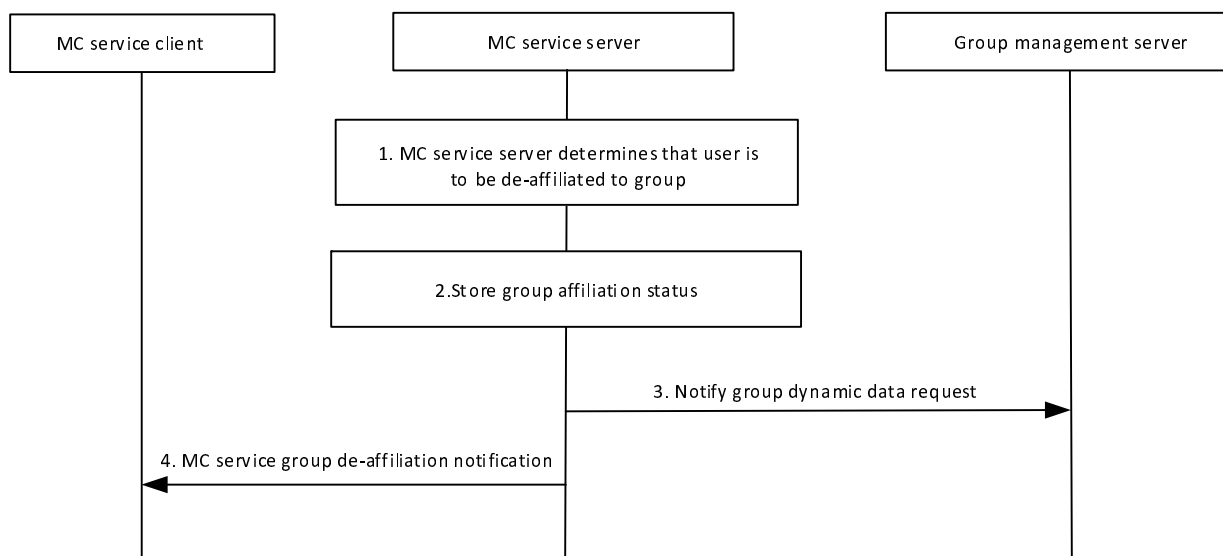 MC service client
MC service server
Group management server
1. MC service server determines that user is
to be de-affiliated to group
2.Store group affiliation status
3. Notify group dynamic data request
4. MC service group de-affiliation notification